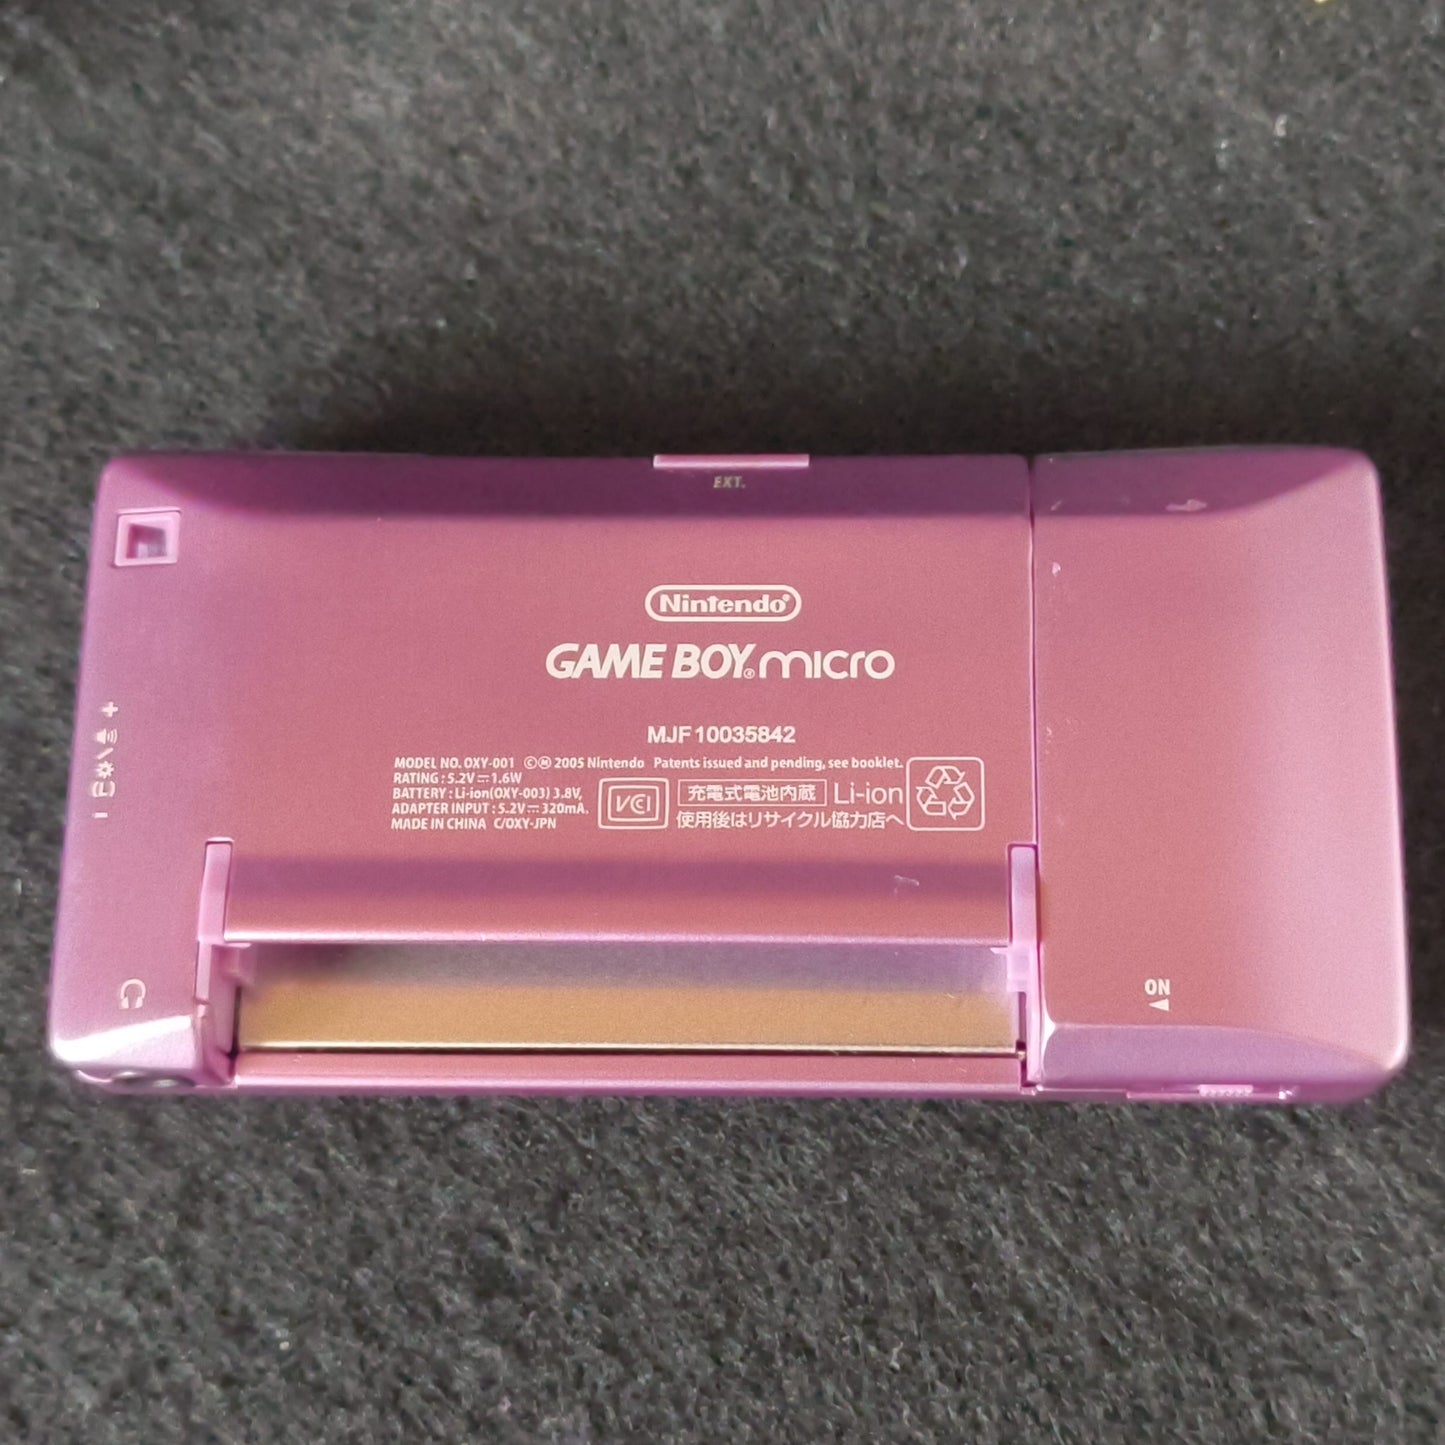 EXT.
Nintendo®
GAME BOY® micro
MJF10035842
MODEL NO. OXY-001 ©Ⓜ 2005 Nintendo Patents issued and pending, see booklet.
RATING : 5.2V⎓1.6W
BATTERY : Li-ion(OXY-003) 3.8V,
ADAPTER INPUT : 5.2V⎓320mA.
MADE IN CHINA C/OXY-JPN
VCCI
充電式電池内蔵 Li-ion
使用後はリサイクル協力店へ
ON